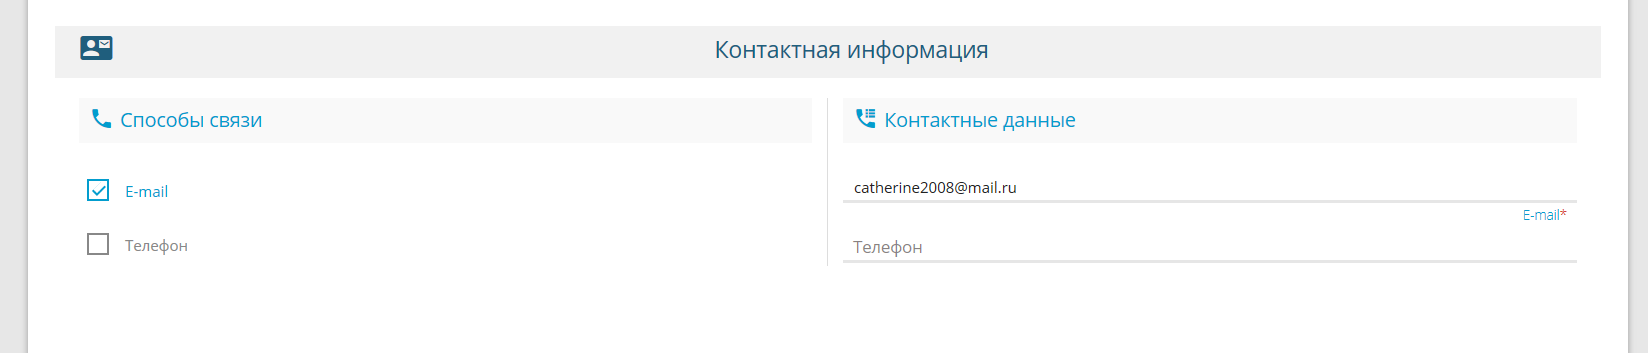 Контактная информация
Способы связи
E-mail
Телефон
Контактные данные
catherine2008@mail.ru
E-mail*
Телефон